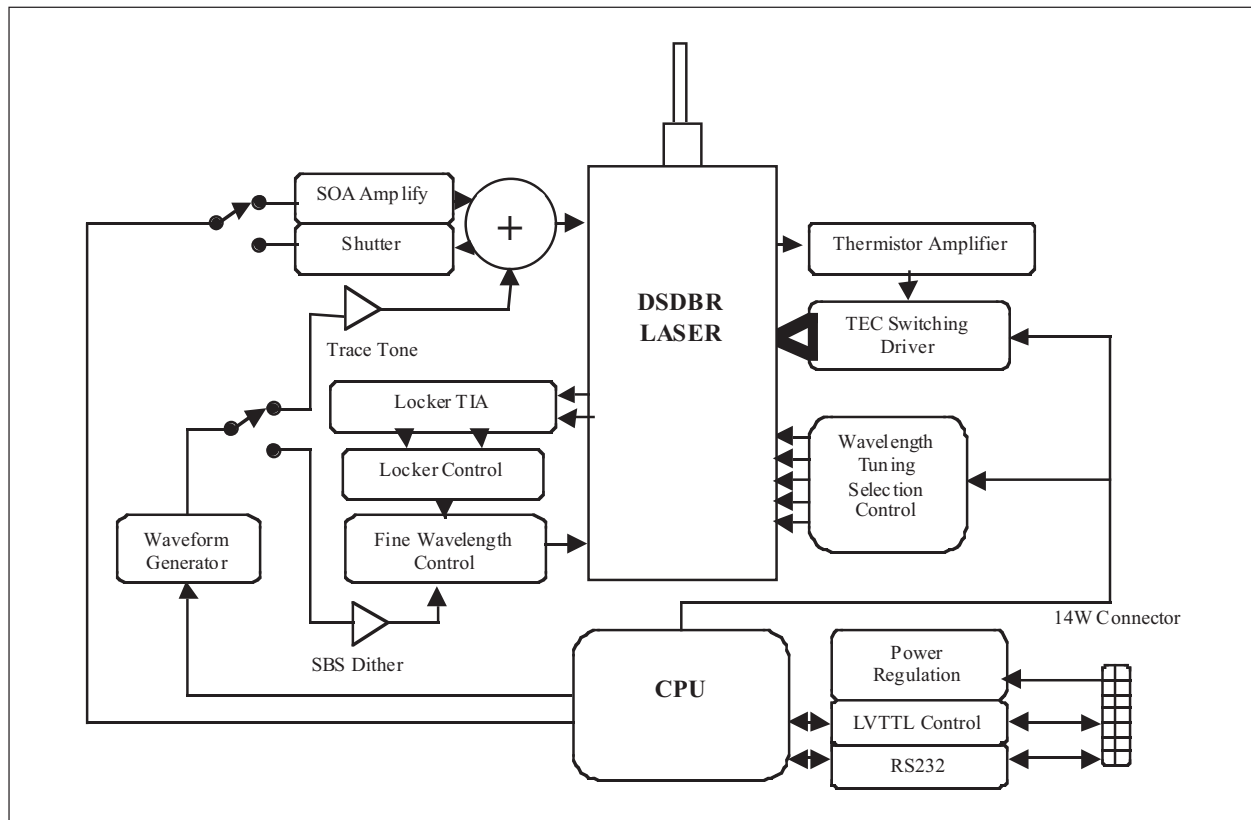 SOA Amplify
Shutter
+
Trace Tone
DSDBR
LASER
Thermistor Amplifier
TEC Switching
Driver
Locker TIA
Locker Control
Fine Wavelength
Control
Wavelength
Tuning
Selection
Control
Waveform
Generator
SBS Dither
14W Connector
CPU
Power
Regulation
LVTTL Control
RS232